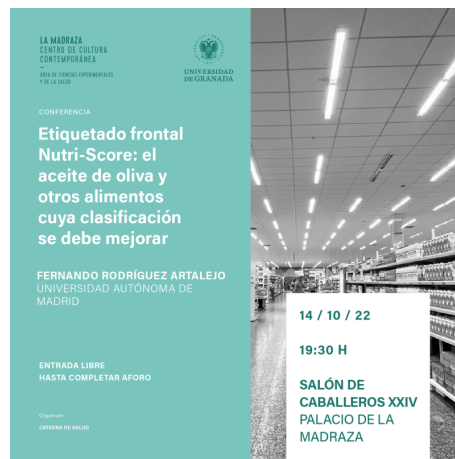 LA MADRAZA
CENTRO DE CULTURA
CONTEMPORÁNEA
ÁREA DE CIENCIAS EXPERIMENTALES
Y DE LA SALUD
UNIVERSIDAD
DE GRANADA
CONFERENCIA
Etiquetado frontal
Nutri-Score: el
aceite de oliva y
otros alimentos
cuya clasificación
se debe mejorar
FERNANDO RODRÍGUEZ ARTALEJO
UNIVERSIDAD AUTÓNOMA DE
MADRID
ENTRADA LIBRE
HASTA COMPLETAR AFORO
Organizan
CÁTEDRA DE SALUD
14 / 10 / 22
19:30 H
SALÓN DE
CABALLEROS XXIV
PALACIO DE LA
MADRAZA